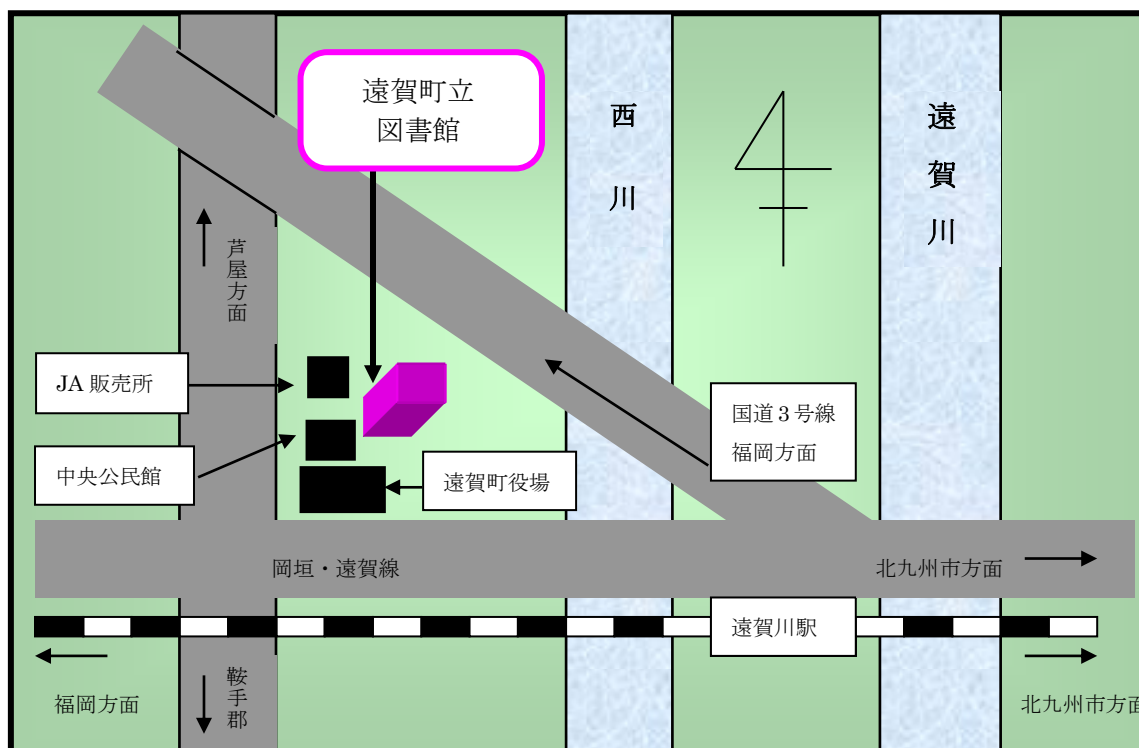 遠賀町立
図書館
西川
遠賀川
芦屋方面
JA 販売所
国道３号線
福岡方面
中央公民館
遠賀町役場
岡垣・遠賀線
北九州市方面
遠賀川駅
福岡方面
鞍手郡
北九州市方面